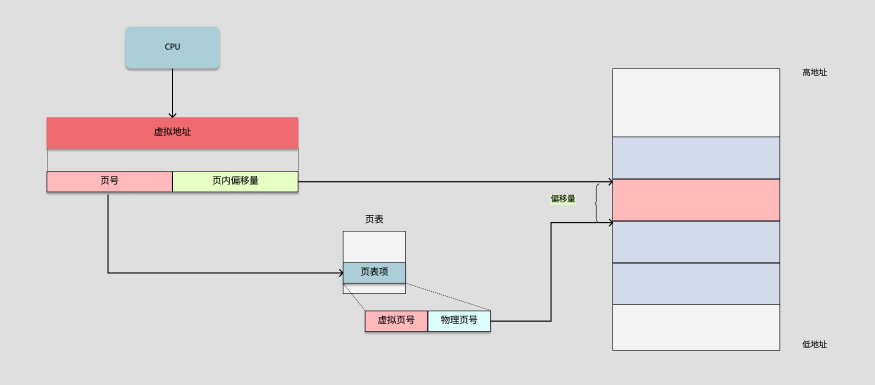 CPU
高地址
虚拟地址
页号
页内偏移量
偏移量
页表
页表项
虚拟页号
物理页号
低地址